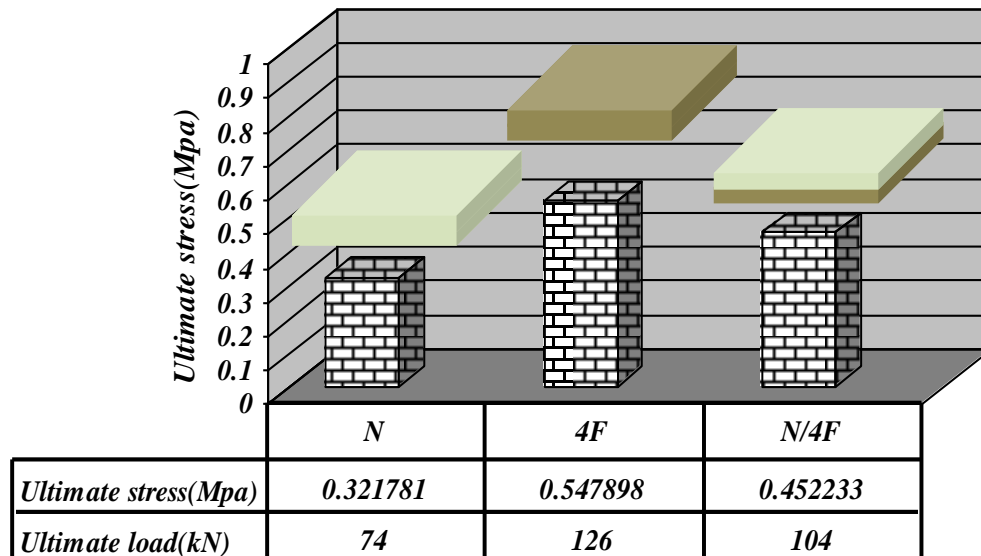 1
0.9
0.8
0.7
0.6
0.5
0.4
0.3
0.2
0.1
0
Ultimate stress(Mpa)
N 4F N/4F
Ultimate stress(Mpa) 0.321781 0.547898 0.452233
Ultimate load(kN) 74 126 104